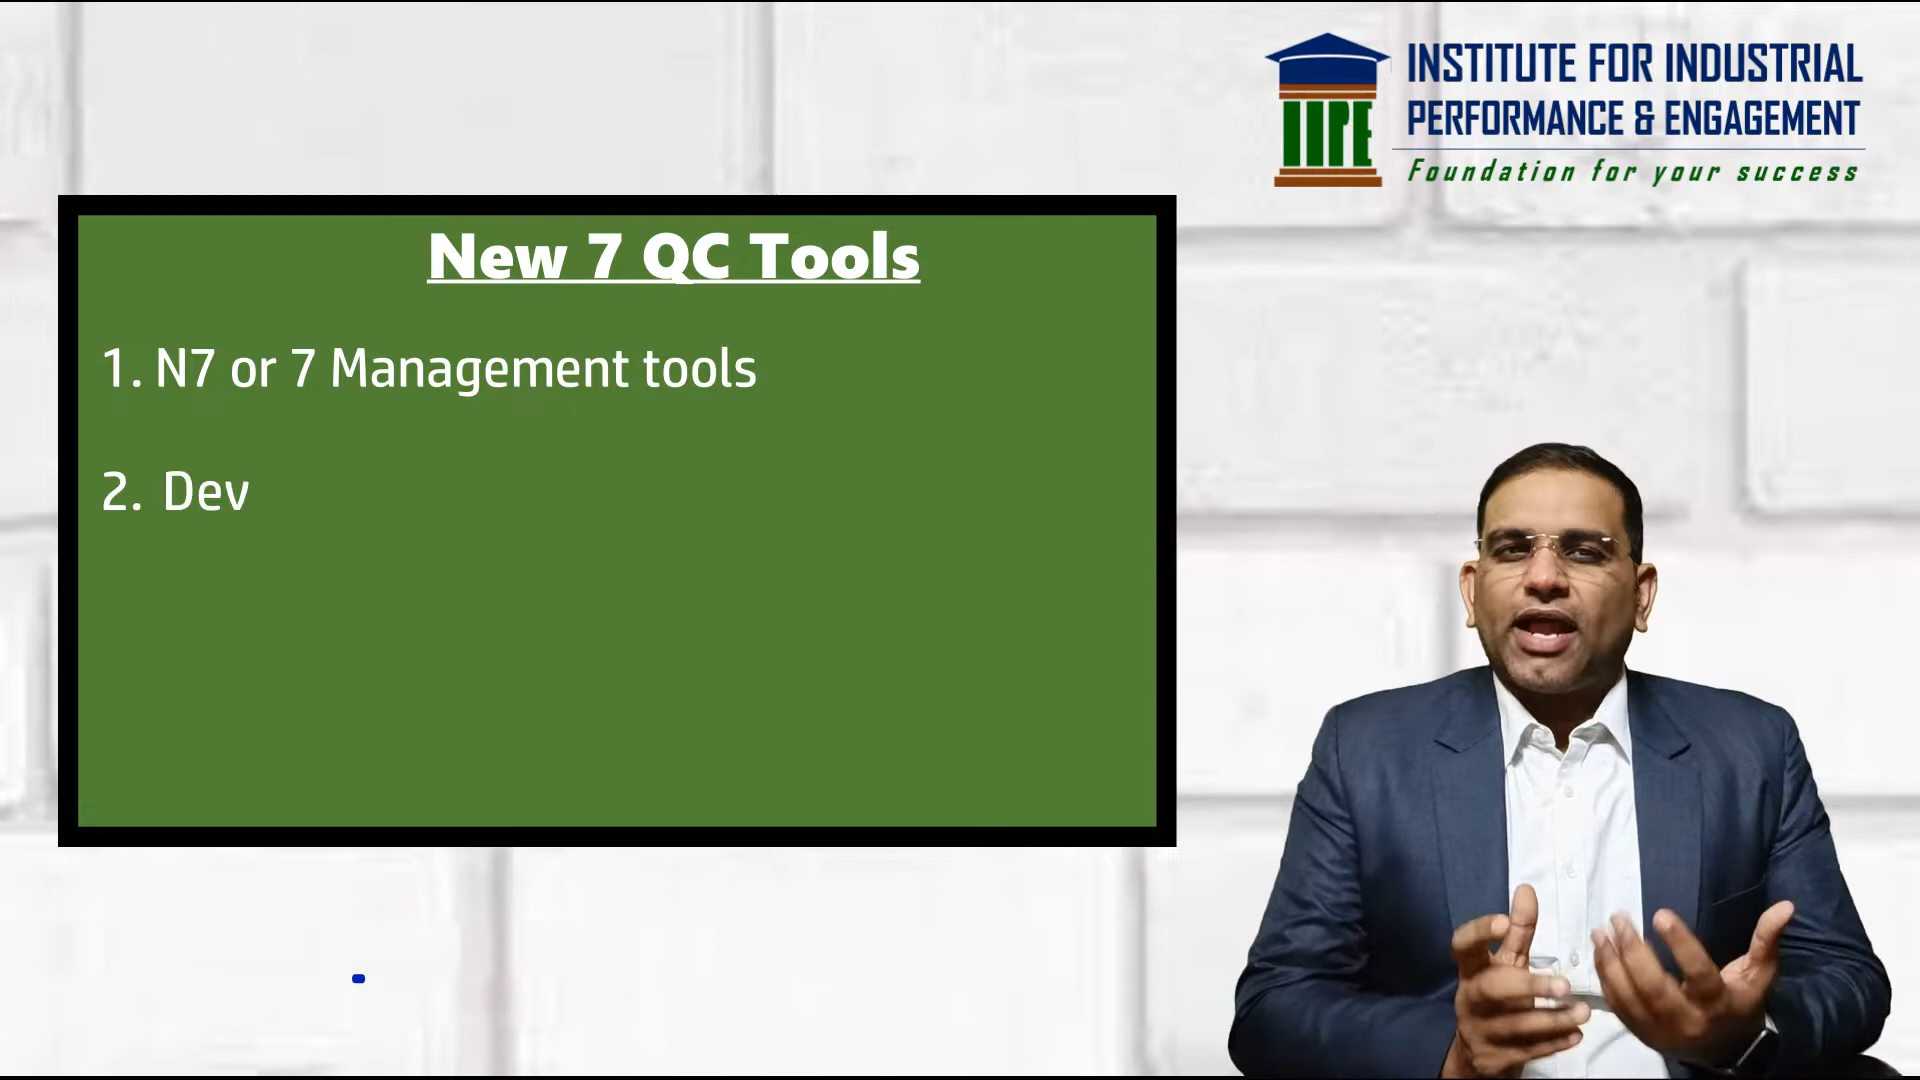 IIPE
INSTITUTE FOR INDUSTRIAL
PERFORMANCE & ENGAGEMENT
Foundation for your success
New 7 QC Tools
1. N7 or 7 Management tools
2. Dev